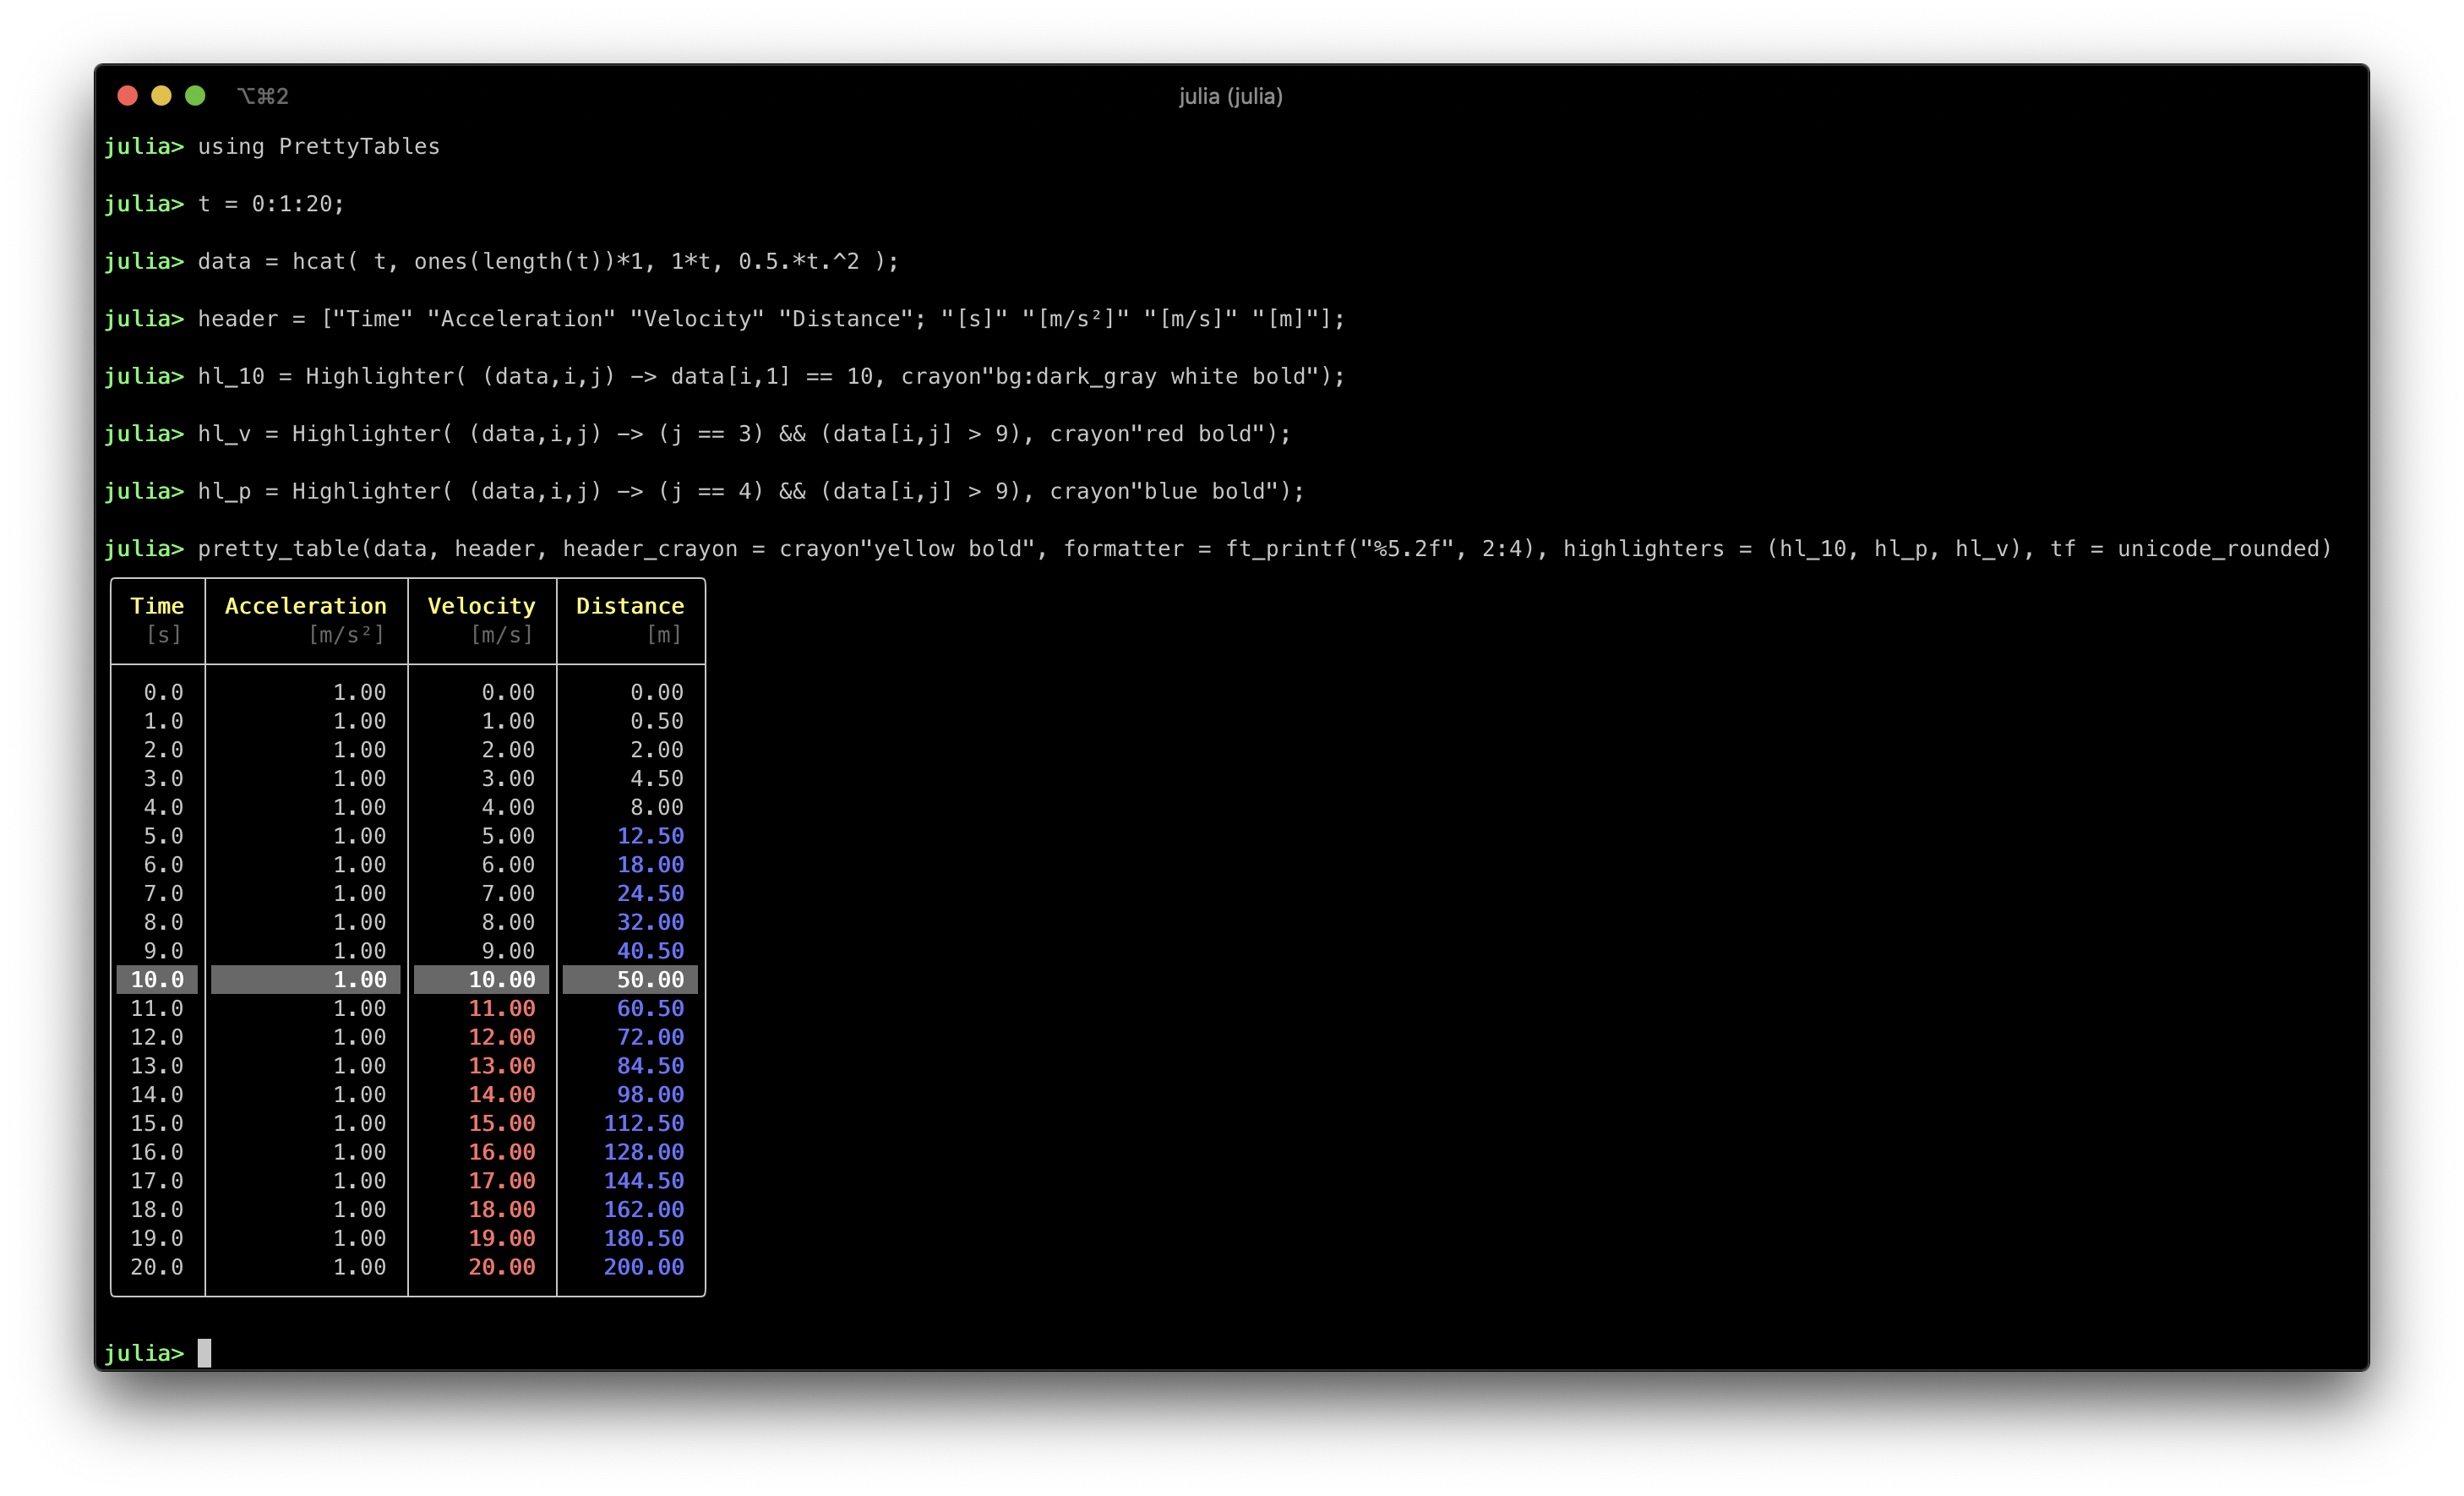 ⌥⌘2 julia (julia)
julia> using PrettyTables
julia> t = 0:1:20;
julia> data = hcat( t, ones(length(t))*1, 1*t, 0.5.*t.^2 );
julia> header = ["Time" "Acceleration" "Velocity" "Distance"; "[s]" "[m/s²]" "[m/s]" "[m]"];
julia> hl_10 = Highlighter( (data,i,j) -> data[i,1] == 10, crayon"bg:dark_gray white bold");
julia> hl_v = Highlighter( (data,i,j) -> (j == 3) && (data[i,j] > 9), crayon"red bold");
julia> hl_p = Highlighter( (data,i,j) -> (j == 4) && (data[i,j] > 9), crayon"blue bold");
julia> pretty_table(data, header, header_crayon = crayon"yellow bold", formatter = ft_printf("%5.2f", 2:4), highlighters = (hl_10, hl_p, hl_v), tf = unicode_rounded)
Time Acceleration Velocity Distance
[s] [m/s²] [m/s] [m]
0.0 1.00 0.00 0.00
1.0 1.00 1.00 0.50
2.0 1.00 2.00 2.00
3.0 1.00 3.00 4.50
4.0 1.00 4.00 8.00
5.0 1.00 5.00 12.50
6.0 1.00 6.00 18.00
7.0 1.00 7.00 24.50
8.0 1.00 8.00 32.00
9.0 1.00 9.00 40.50
10.0 1.00 10.00 50.00
11.0 1.00 11.00 60.50
12.0 1.00 12.00 72.00
13.0 1.00 13.00 84.50
14.0 1.00 14.00 98.00
15.0 1.00 15.00 112.50
16.0 1.00 16.00 128.00
17.0 1.00 17.00 144.50
18.0 1.00 18.00 162.00
19.0 1.00 19.00 180.50
20.0 1.00 20.00 200.00
julia>